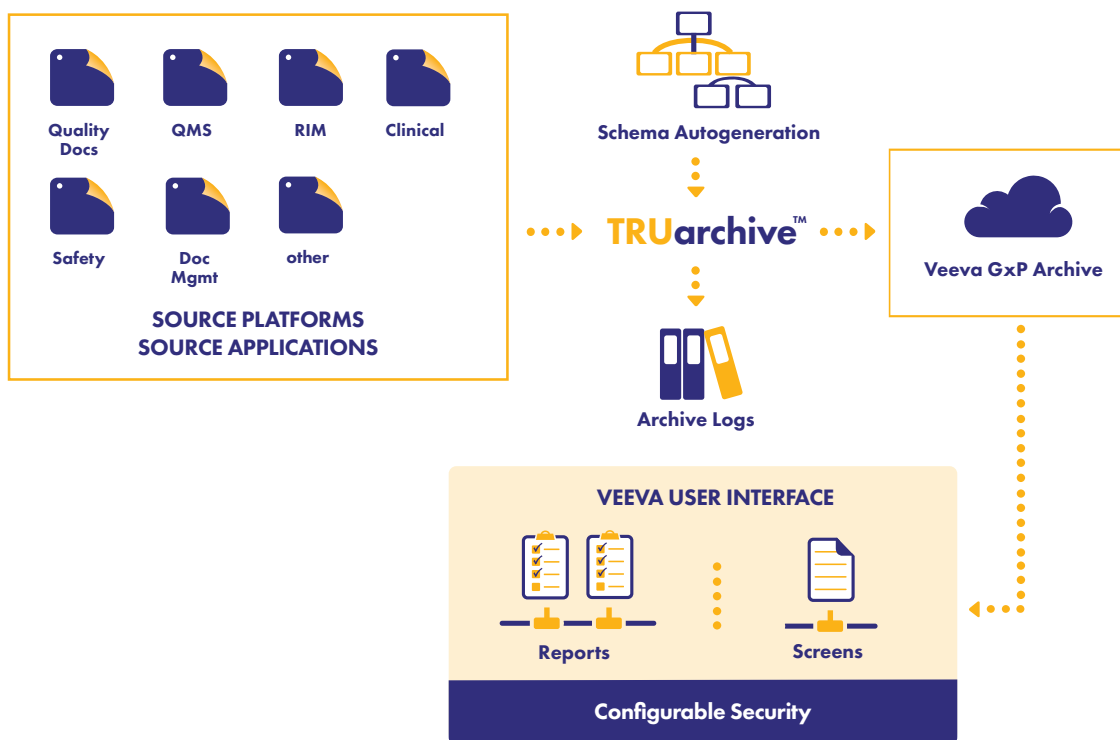 Quality
Docs
QMS
RIM
Clinical
Safety
Doc
Mgmt
other
SOURCE PLATFORMS
SOURCE APPLICATIONS
Schema Autogeneration
TRUarchive™
Archive Logs
Veeva GxP Archive
VEEVA USER INTERFACE
Reports
Screens
Configurable Security